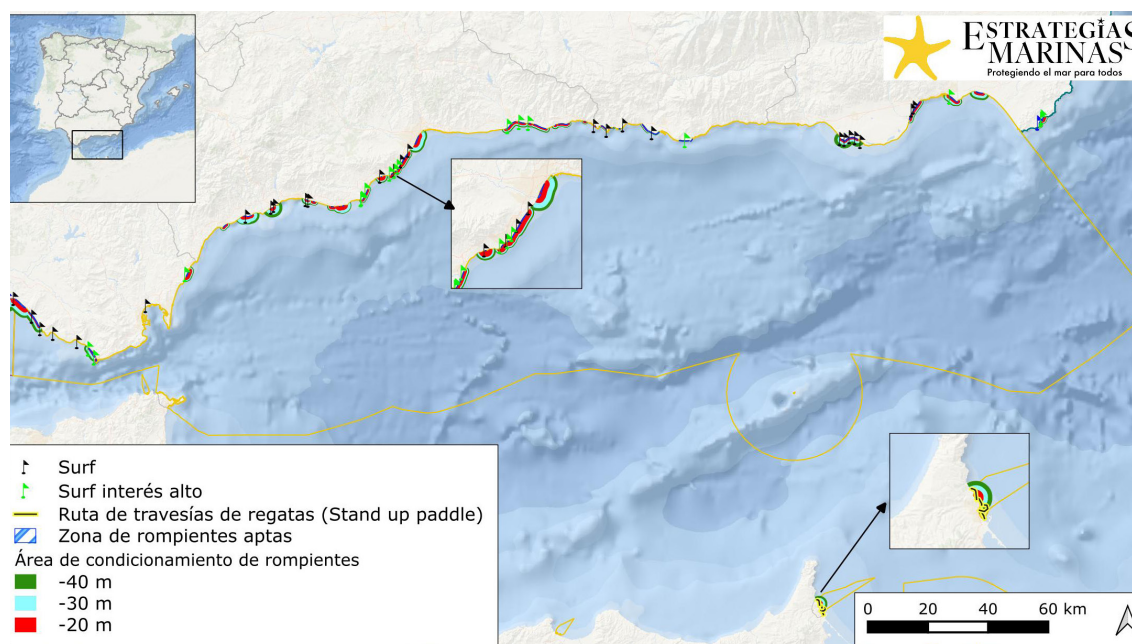 ESTRATEGIAS
MARINAS
Protegiendo el mar para todos
Surf
Surf interés alto
Ruta de travesías de regatas (Stand up paddle)
Zona de rompientes aptas
Área de condicionamiento de rompientes
-40 m
-30 m
-20 m
0 20 40 60 km